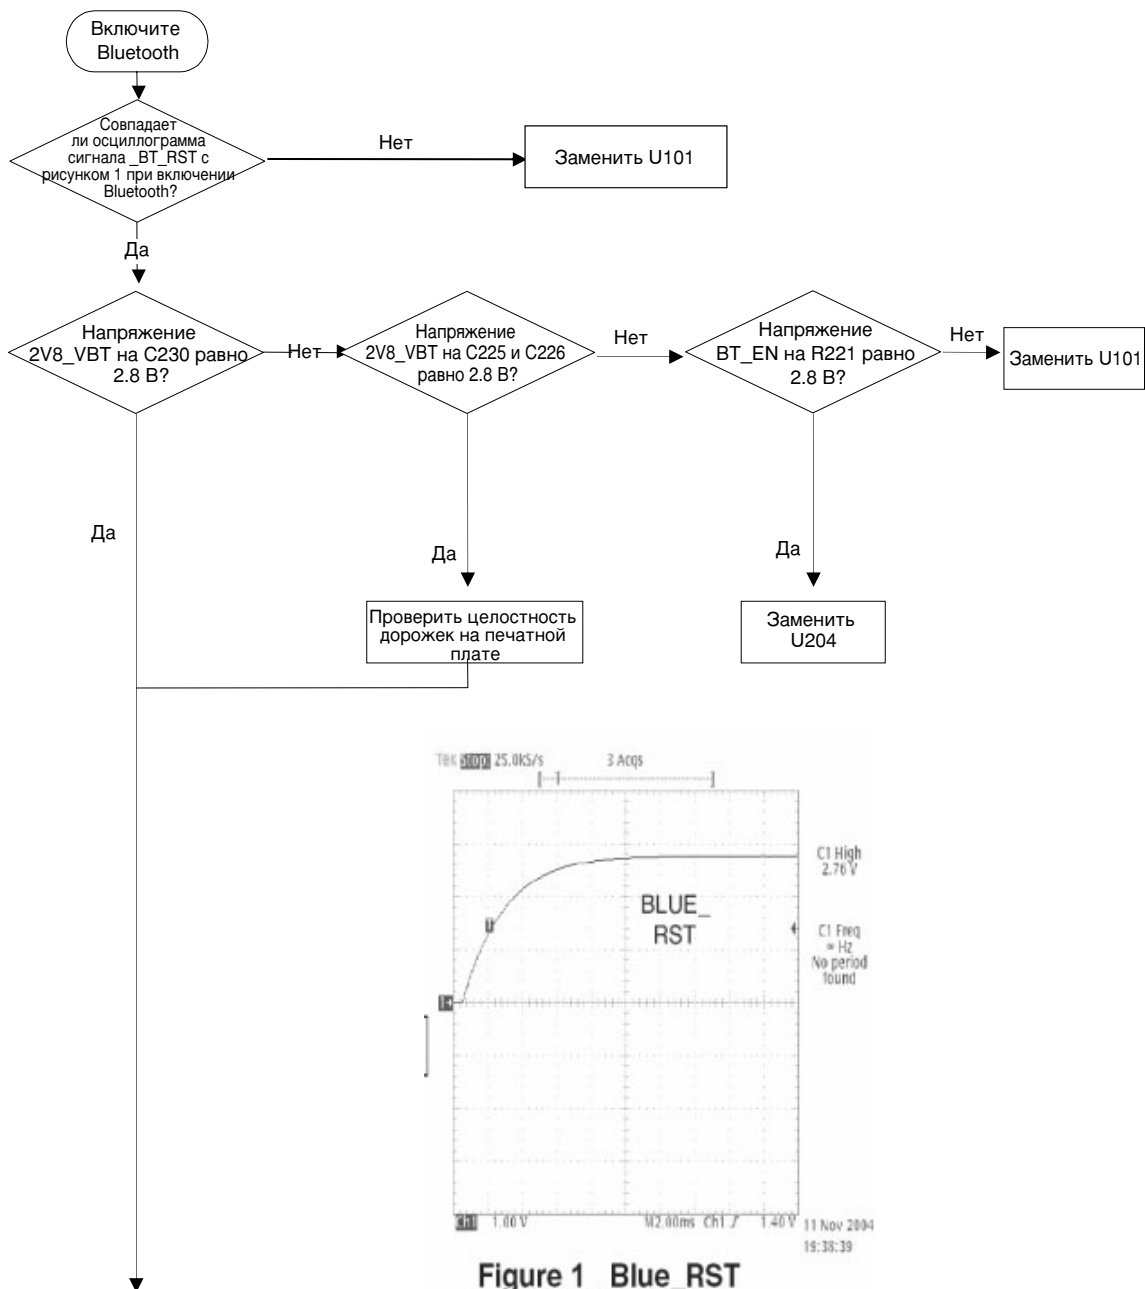 Включите
Bluetooth
Совпадает
ли осциллограмма
сигнала _BT_RST с
рисунком 1 при включении
Bluetooth?
Нет
Заменить U101
Да
Напряжение
2V8_VBT на C230 равно
2.8 В?
Нет
Напряжение
2V8_VBT на C225 и C226
равно 2.8 В?
Нет
Напряжение
BT_EN на R221 равно
2.8 В?
Нет
Заменить U101
Да
Да
Да
Проверить целостность
дорожек на печатной
плате
Заменить
U204
Stop 25.0kS/s
3 Acqs
T
C1 High
2.76 V
BLUE_
RST
C1 Freq
∞ Hz
No period
found
1
Ch1 1.00 V M2.00ms Ch1 1.40 V
11 Nov 2004
19:38:39
Figure 1 Blue_RST